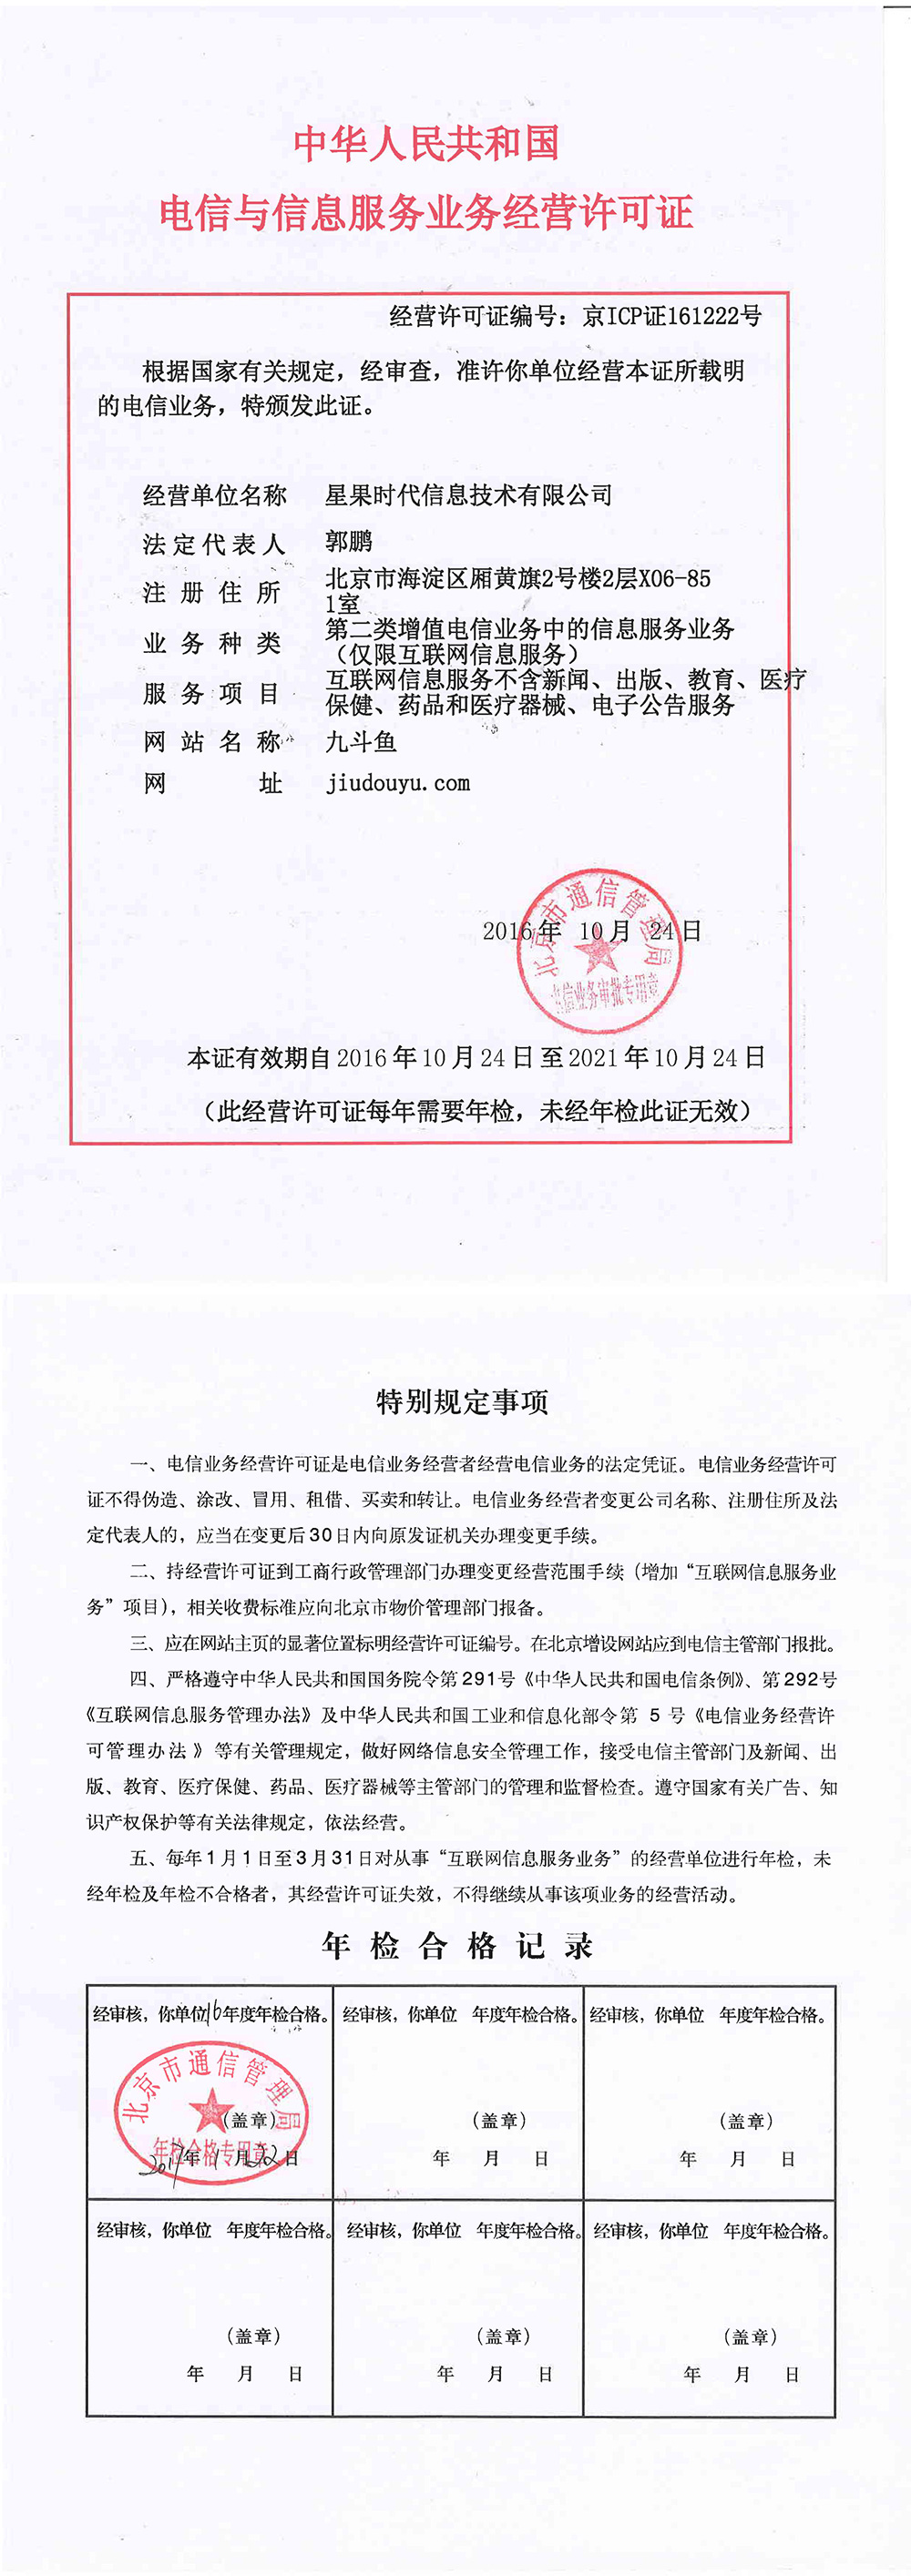 中华人民共和国
电信与信息服务业务经营许可证
经营许可证编号：京ICP证161222号
根据国家有关规定，经审查，准许你单位经营本证所载明
的电信业务，特颁发此证。
经营单位名称 星果时代信息技术有限公司
法定代表人 郭鹏
注册住所 北京市海淀区厢黄旗2号楼2层X06-85
1室
业务种类 第二类增值电信业务中的信息服务业务
（仅限互联网信息服务）
服务项目 互联网信息服务不含新闻、出版、教育、医疗
保健、药品和医疗器械、电子公告服务
网站名称 九斗鱼
网址 jiudouyu.com
北京市通信管理局
2016年 10月 24日
电信业务审批专用章
本证有效期自2016年10月24日至2021年10月24日
（此经营许可证每年需要年检，未经年检此证无效）
特别规定事项
一、电信业务经营许可证是电信业务经营者经营电信业务的法定凭证。电信业务经营许可
证不得伪造、涂改、冒用、租借、买卖和转让。电信业务经营者变更公司名称、注册住所及法
定代表人的，应当在变更后30日内向原发证机关办理变更手续。
二、持经营许可证到工商行政管理部门办理变更经营范围手续（增加“互联网信息服务业
务”项目），相关收费标准应向北京市物价管理部门报备。
三、应在网站主页的显著位置标明经营许可证编号。在北京增设网站应到电信主管部门报批。
四、严格遵守中华人民共和国国务院令第291号《中华人民共和国电信条例》、第292号
《互联网信息服务管理办法》及中华人民共和国工业和信息化部令第 5 号《电信业务经营许
可管理办法 》等有关管理规定，做好网络信息安全管理工作，接受电信主管部门及新闻、出
版、教育、医疗保健、药品、医疗器械等主管部门的管理和监督检查。遵守国家有关广告、知
识产权保护等有关法律规定，依法经营。
五、每年1月1日至3月31日对从事“互联网信息服务业务”的经营单位进行年检，未
经年检及年检不合格者，其经营许可证失效，不得继续从事该项业务的经营活动。
年检合格记录
经审核，你单位16年度年检合格。 经审核，你单位 年度年检合格。 经审核，你单位 年度年检合格。
北京市通信管理局
（盖章） （盖章） （盖章）
年检合格专用章
2017年1月22日 年 月 日 年 月 日
经审核，你单位 年度年检合格。 经审核，你单位 年度年检合格。 经审核，你单位 年度年检合格。
（盖章） （盖章） （盖章）
年 月 日 年 月 日 年 月 日